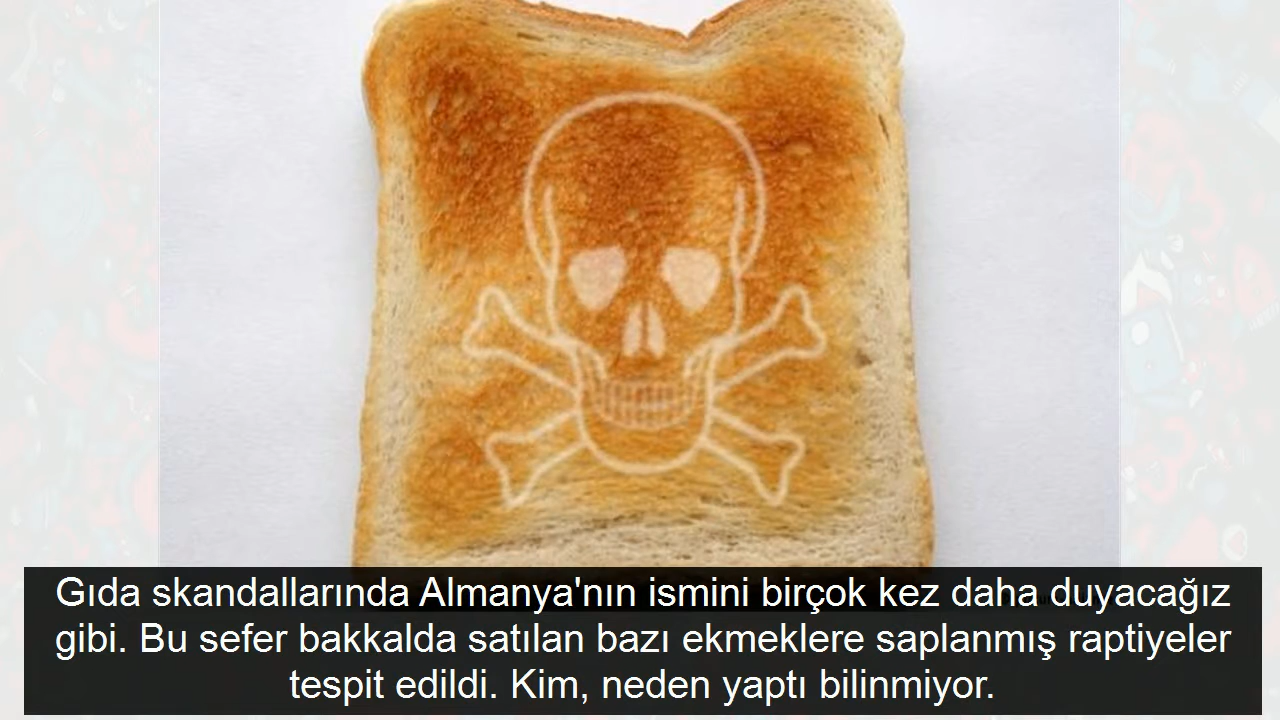 Gıda skandallarında Almanya'nın ismini birçok kez daha duyacağız
gibi. Bu sefer bakkalda satılan bazı ekmeklere saplanmış raptiyeler
tespit edildi. Kim, neden yaptı bilinmiyor.